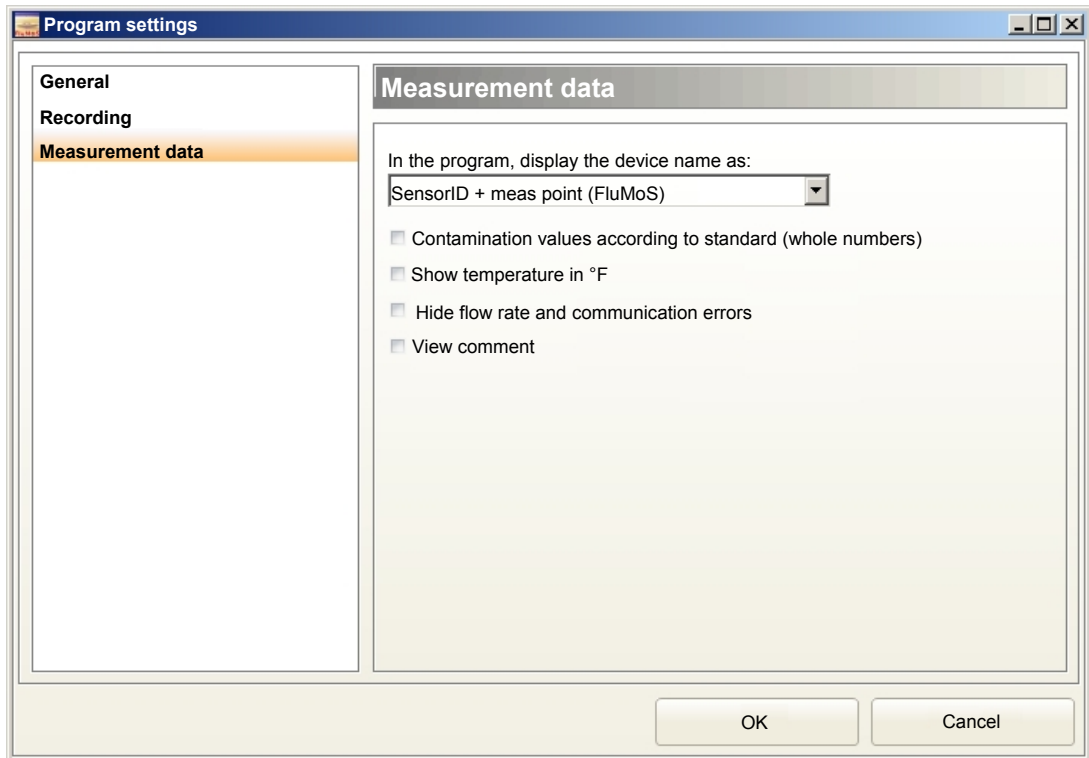 Program settings
General
Recording
Measurement data
Measurement data
In the program, display the device name as:
SensorID + meas point (FluMoS)
Contamination values according to standard (whole numbers)
Show temperature in °F
Hide flow rate and communication errors
View comment
OK
Cancel